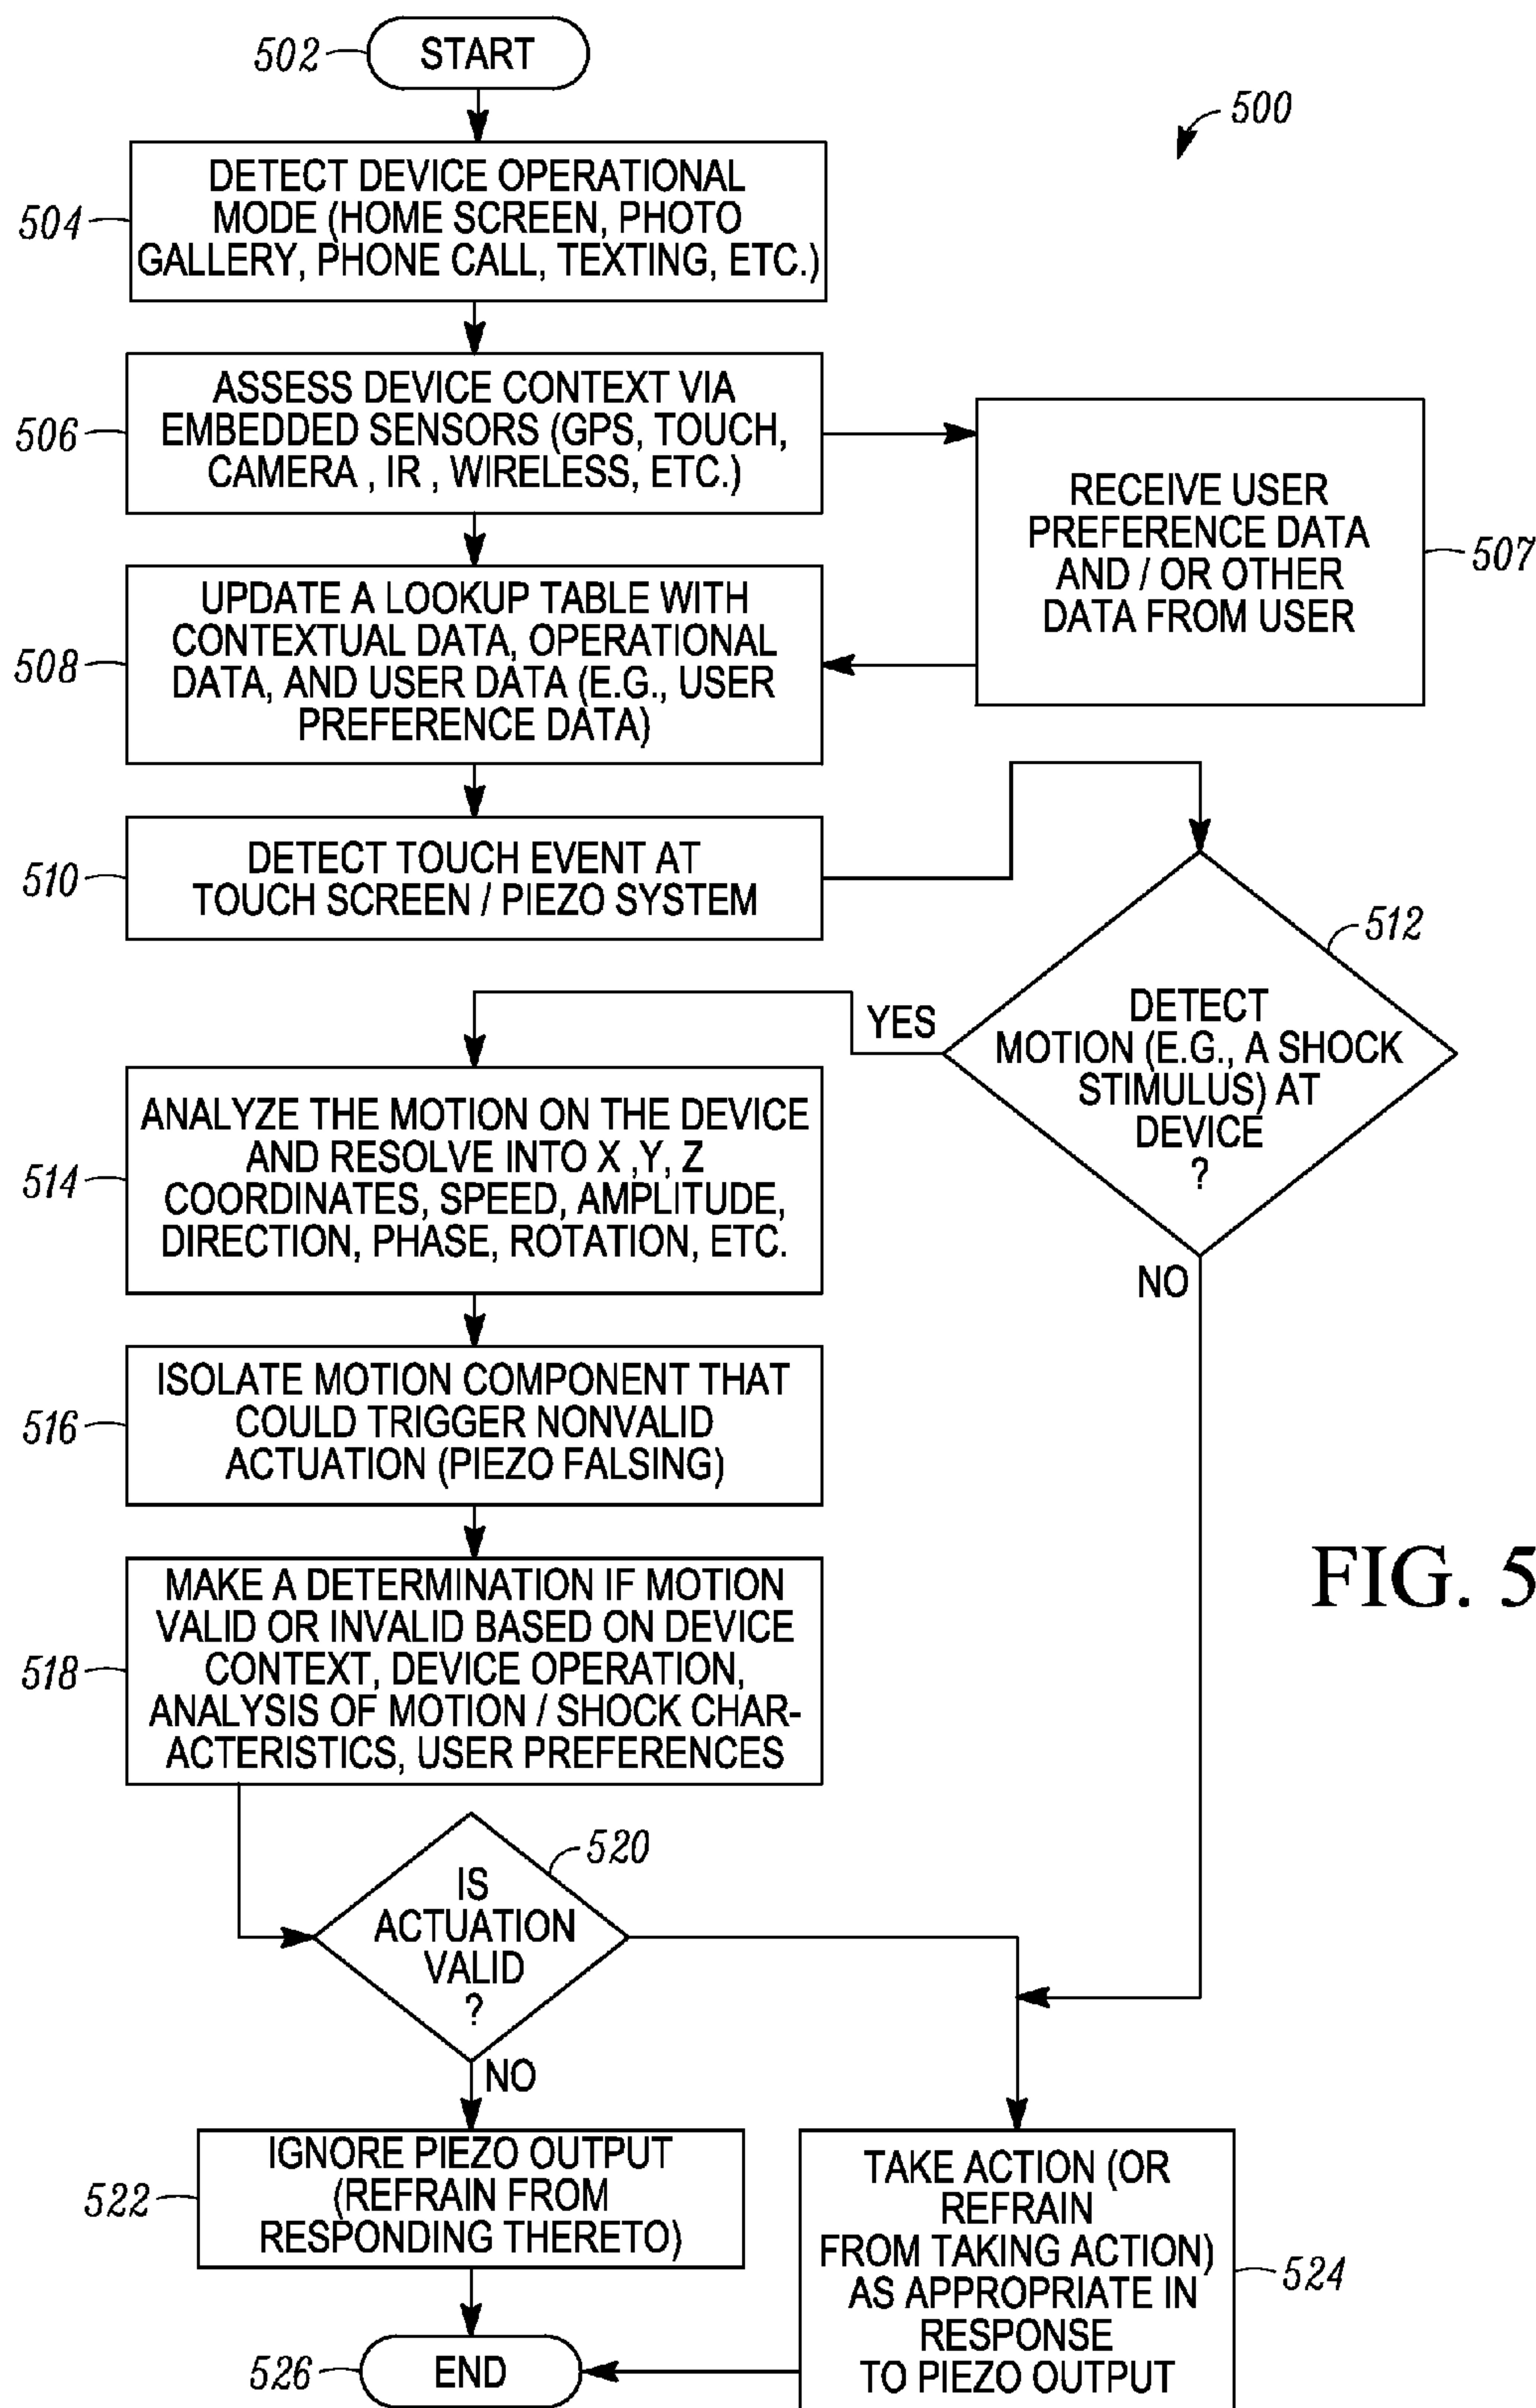 502
START
500
504
DETECT DEVICE OPERATIONAL
MODE (HOME SCREEN, PHOTO
GALLERY, PHONE CALL, TEXTING, ETC.)
506
ASSESS DEVICE CONTEXT VIA
EMBEDDED SENSORS (GPS, TOUCH,
CAMERA , IR , WIRELESS, ETC.)
RECEIVE USER
PREFERENCE DATA
AND / OR OTHER
DATA FROM USER
507
508
UPDATE A LOOKUP TABLE WITH
CONTEXTUAL DATA, OPERATIONAL
DATA, AND USER DATA (E.G., USER
PREFERENCE DATA)
510
DETECT TOUCH EVENT AT
TOUCH SCREEN / PIEZO SYSTEM
512
DETECT
MOTION (E.G., A SHOCK
STIMULUS) AT
DEVICE
?
YES
NO
514
ANALYZE THE MOTION ON THE DEVICE
AND RESOLVE INTO X ,Y, Z
COORDINATES, SPEED, AMPLITUDE,
DIRECTION, PHASE, ROTATION, ETC.
516
ISOLATE MOTION COMPONENT THAT
COULD TRIGGER NONVALID
ACTUATION (PIEZO FALSING)
518
MAKE A DETERMINATION IF MOTION
VALID OR INVALID BASED ON DEVICE
CONTEXT, DEVICE OPERATION,
ANALYSIS OF MOTION / SHOCK CHAR-
ACTERISTICS, USER PREFERENCES
FIG. 5
520
IS
ACTUATION
VALID
?
NO
522
IGNORE PIEZO OUTPUT
(REFRAIN FROM
RESPONDING THERETO)
TAKE ACTION (OR
REFRAIN
FROM TAKING ACTION)
AS APPROPRIATE IN
RESPONSE
TO PIEZO OUTPUT
524
526
END